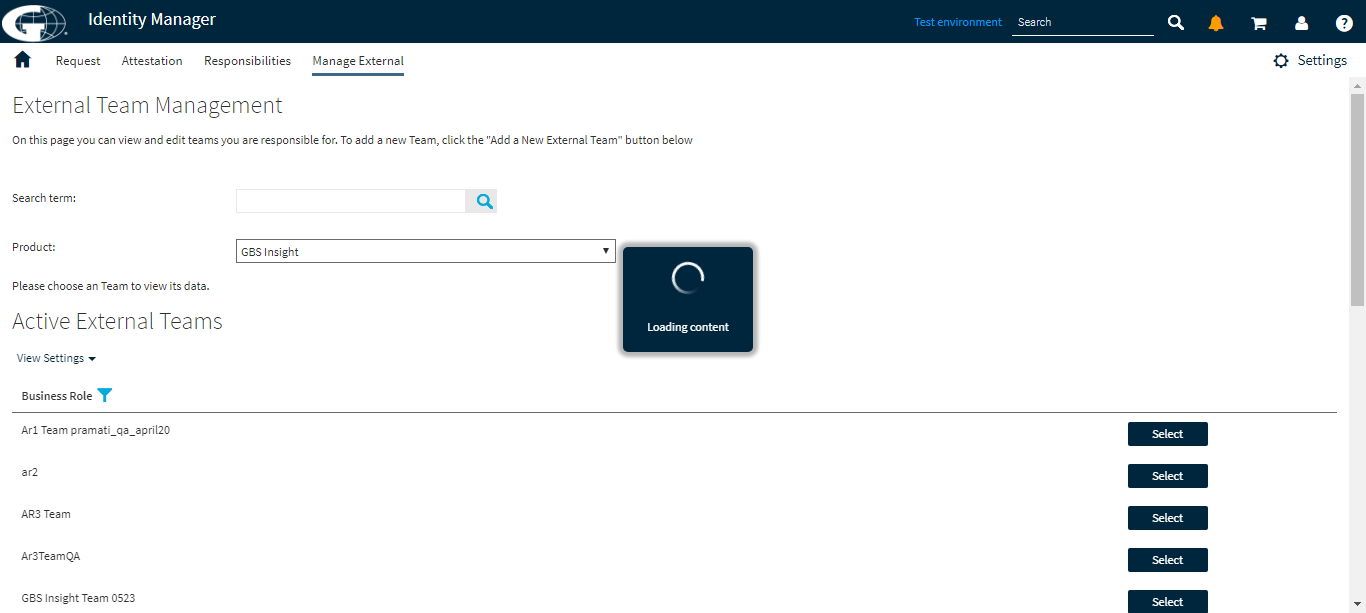 Identity Manager
Test environment
Search
Request Attestation Responsibilities Manage External
Settings
External Team Management
On this page you can view and edit teams you are responsible for. To add a new Team, click the "Add a New External Team" button below
Search term:
Product:
GBS Insight
Loading content
Please choose an Team to view its data.
Active External Teams
View Settings
Business Role
Ar1 Team pramati_qa_april20 Select
ar2 Select
AR3 Team Select
Ar3TeamQA Select
GBS Insight Team 0523 Select